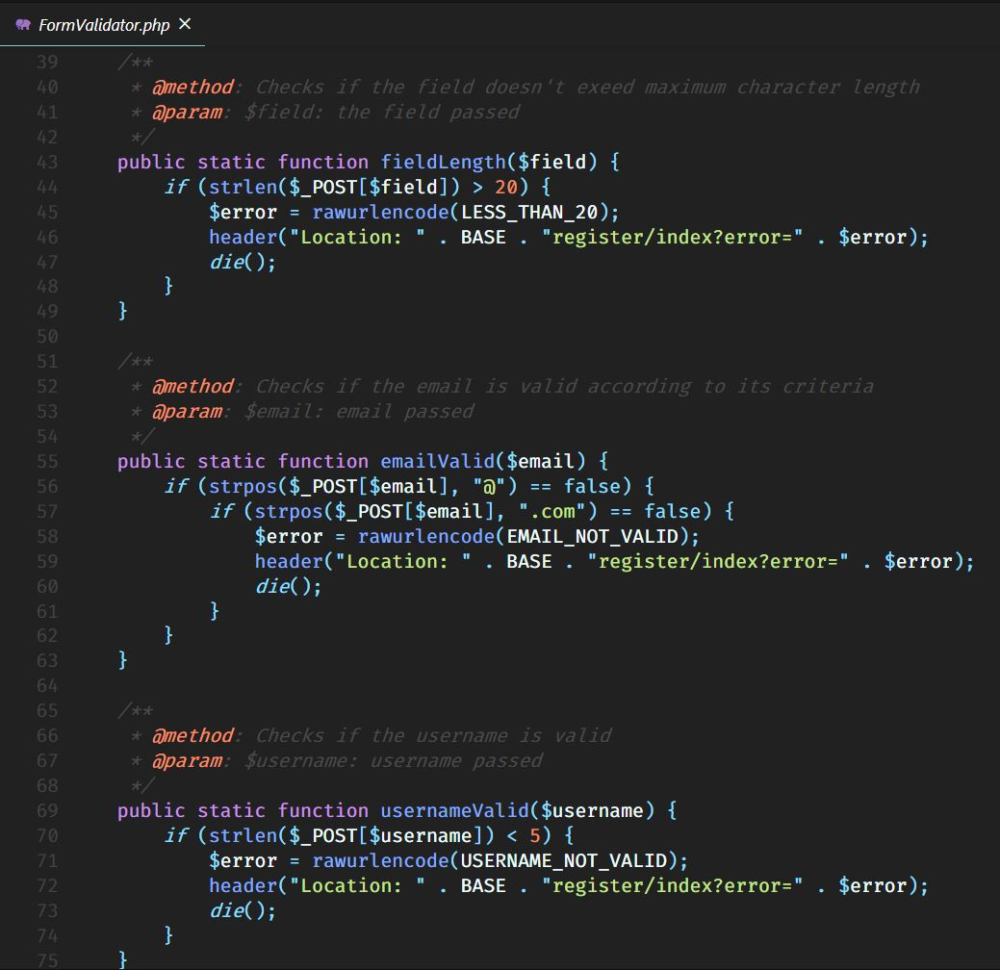 FormValidator.php ×
39 /**
40 * @method: Checks if the field doesn't exeed maximum character length
41 * @param: $field: the field passed
42 */
43 public static function fieldLength($field) {
44 if (strlen($_POST[$field]) > 20) {
45 $error = rawurlencode(LESS_THAN_20);
46 header("Location: " . BASE . "register/index?error=" . $error);
47 die();
48 }
49 }
50
51 /**
52 * @method: Checks if the email is valid according to its criteria
53 * @param: $email: email passed
54 */
55 public static function emailValid($email) {
56 if (strpos($_POST[$email], "@") == false) {
57 if (strpos($_POST[$email], ".com") == false) {
58 $error = rawurlencode(EMAIL_NOT_VALID);
59 header("Location: " . BASE . "register/index?error=" . $error);
60 die();
61 }
62 }
63 }
64
65 /**
66 * @method: Checks if the username is valid
67 * @param: $username: username passed
68 */
69 public static function usernameValid($username) {
70 if (strlen($_POST[$username]) < 5) {
71 $error = rawurlencode(USERNAME_NOT_VALID);
72 header("Location: " . BASE . "register/index?error=" . $error);
73 die();
74 }
75 }